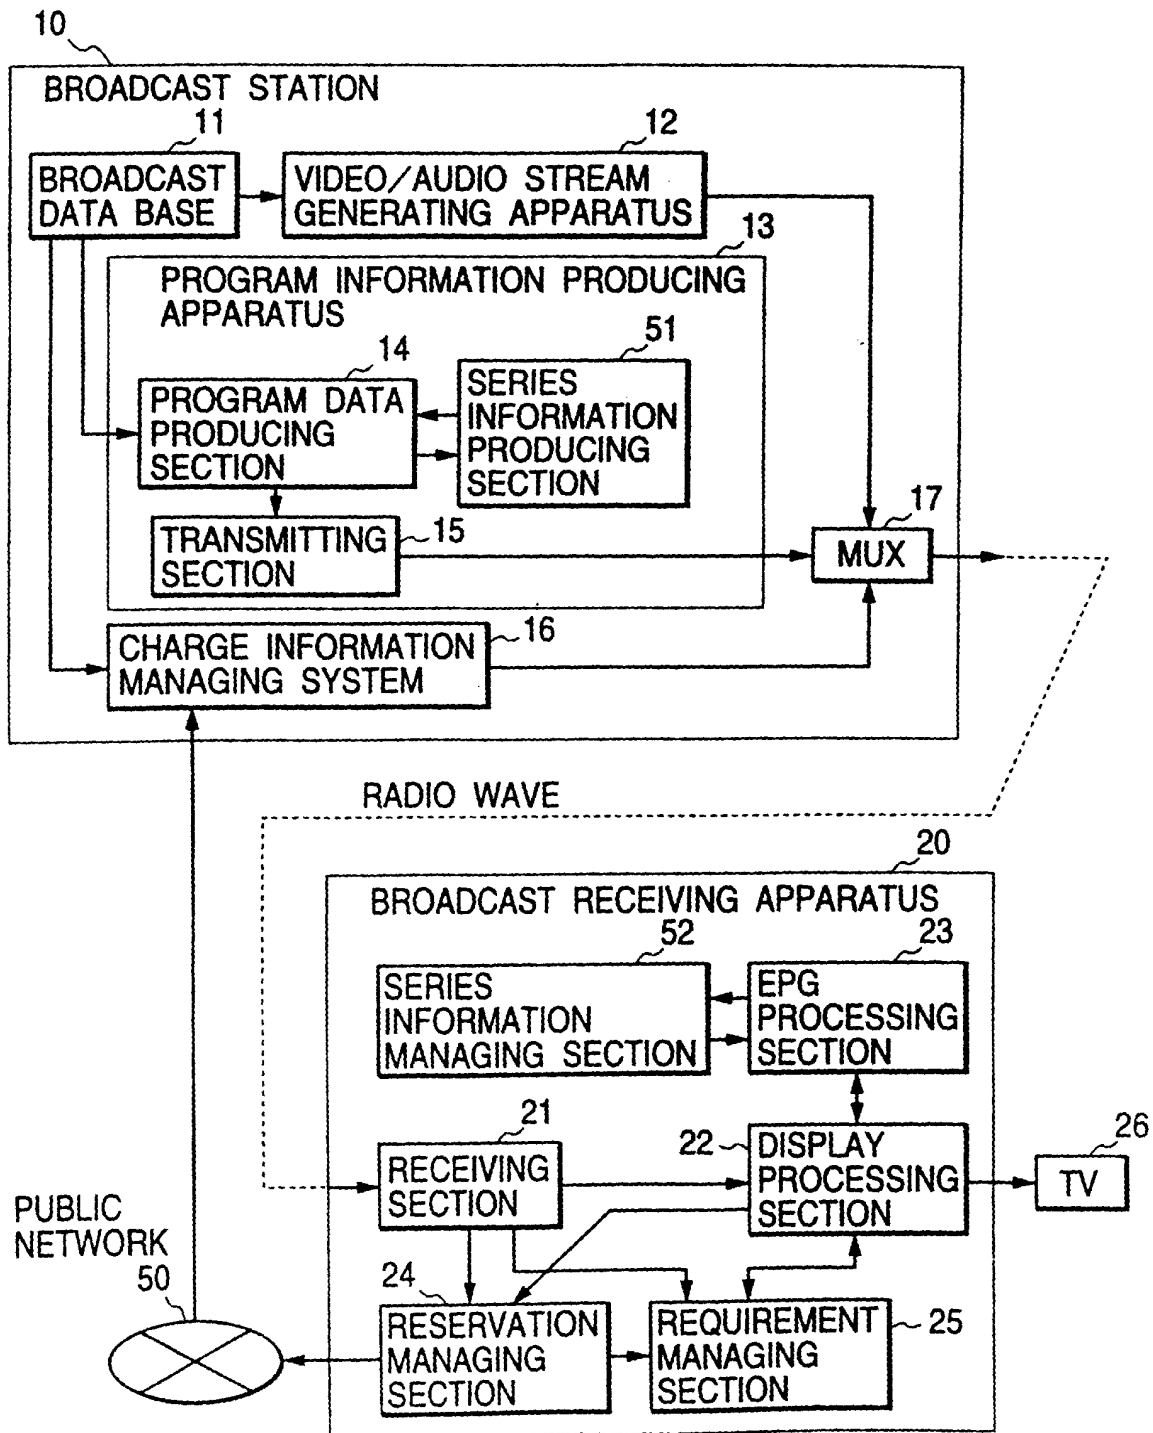 10
BROADCAST STATION
11
12
BROADCAST
DATA BASE
VIDEO/AUDIO STREAM
GENERATING APPARATUS
13
PROGRAM INFORMATION PRODUCING
APPARATUS
14
51
PROGRAM DATA
PRODUCING
SECTION
SERIES
INFORMATION
PRODUCING
SECTION
15
TRANSMITTING
SECTION
17
MUX
16
CHARGE INFORMATION
MANAGING SYSTEM
RADIO WAVE
20
BROADCAST RECEIVING APPARATUS
52
23
SERIES
INFORMATION
MANAGING SECTION
EPG
PROCESSING
SECTION
21
22
26
RECEIVING
SECTION
DISPLAY
PROCESSING
SECTION
TV
PUBLIC
NETWORK
50
24
25
RESERVATION
MANAGING
SECTION
REQUIREMENT
MANAGING
SECTION